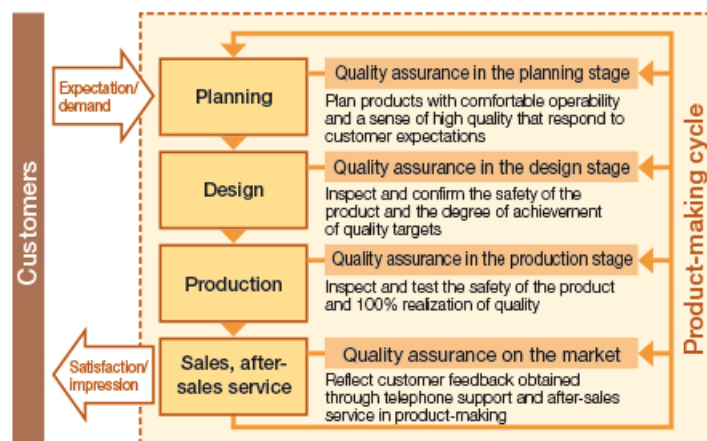 Customers
Expectation/
demand
Planning
Quality assurance in the planning stage
Plan products with comfortable operability
and a sense of high quality that respond to
customer expectations
Design
Quality assurance in the design stage
Inspect and confirm the safety of the
product and the degree of achievement
of quality targets
Production
Quality assurance in the production stage
Inspect and test the safety of the product
and 100% realization of quality
Satisfaction/
impression
Sales, after-
sales service
Quality assurance on the market
Reflect customer feedback obtained
through telephone support and after-sales
service in product-making
Product-making cycle